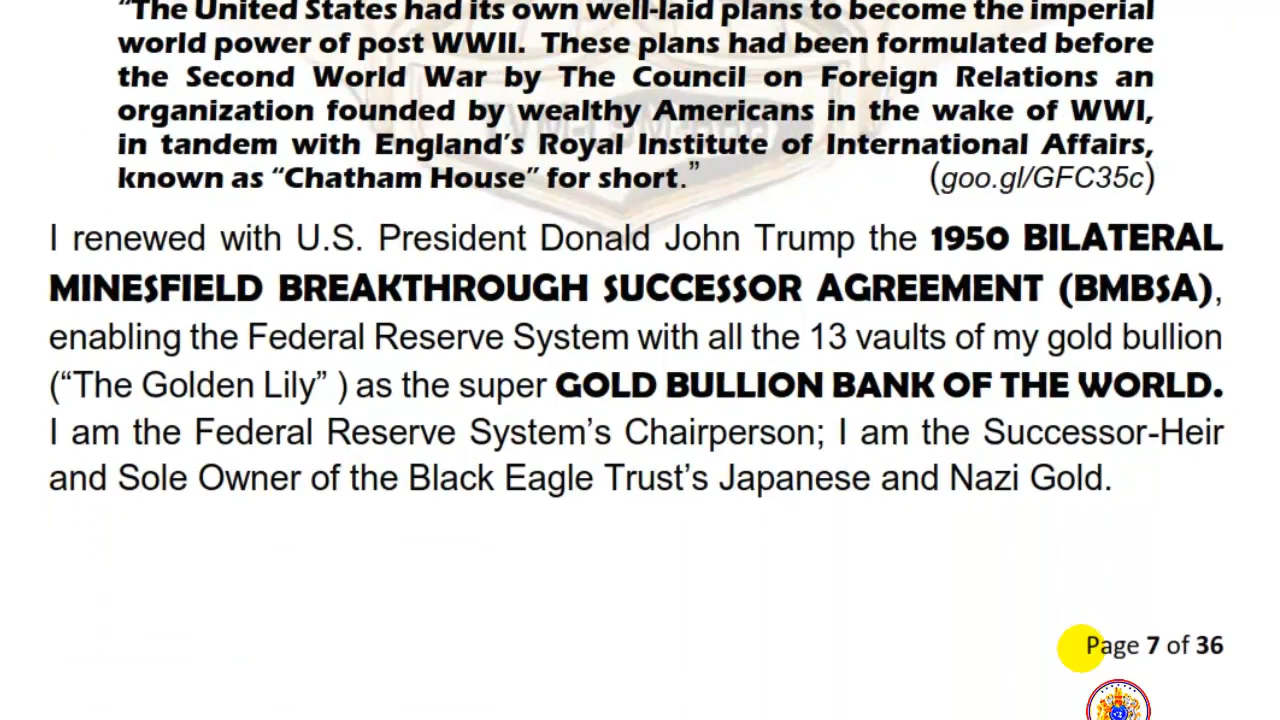 "The United States had its own well-laid plans to become the imperial
world power of post WWII. These plans had been formulated before
the Second World War by The Council on Foreign Relations an
organization founded by wealthy Americans in the wake of WWI,
in tandem with England's Royal Institute of International Affairs,
known as "Chatham House" for short." (goo.gl/GFC35c)
I renewed with U.S. President Donald John Trump the 1950 BILATERAL
MINESFIELD BREAKTHROUGH SUCCESSOR AGREEMENT (BMBSA),
enabling the Federal Reserve System with all the 13 vaults of my gold bullion
("The Golden Lily" ) as the super GOLD BULLION BANK OF THE WORLD.
I am the Federal Reserve System's Chairperson; I am the Successor-Heir
and Sole Owner of the Black Eagle Trust's Japanese and Nazi Gold.
Page 7 of 36